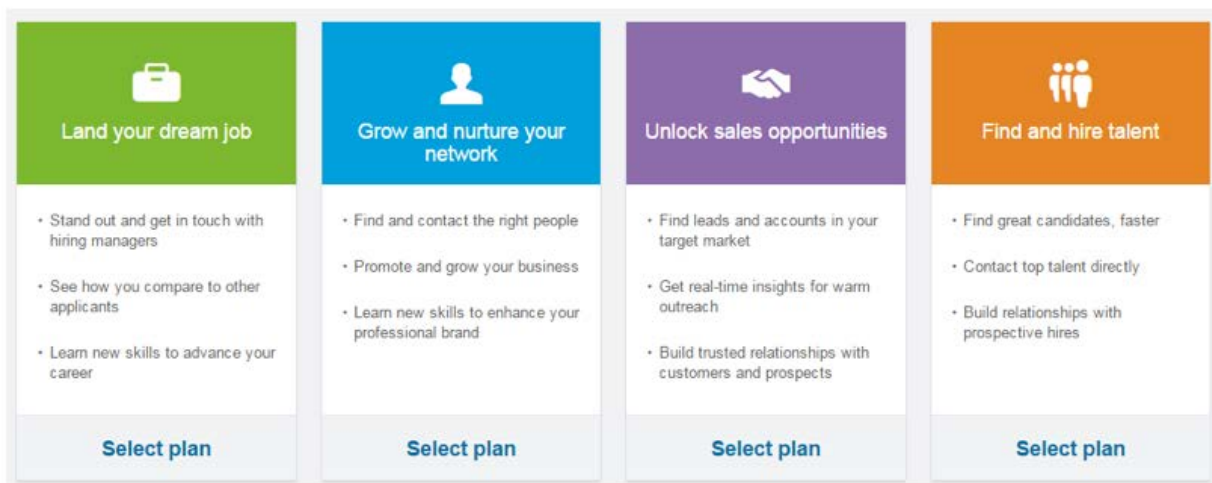 Land your dream job
• Stand out and get in touch with
hiring managers
• See how you compare to other
applicants
• Learn new skills to advance your
career
Select plan
Grow and nurture your
network
• Find and contact the right people
• Promote and grow your business
• Learn new skills to enhance your
professional brand
Select plan
Unlock sales opportunities
• Find leads and accounts in your
target market
• Get real-time insights for warm
outreach
• Build trusted relationships with
customers and prospects
Select plan
Find and hire talent
• Find great candidates, faster
• Contact top talent directly
• Build relationships with
prospective hires
Select plan